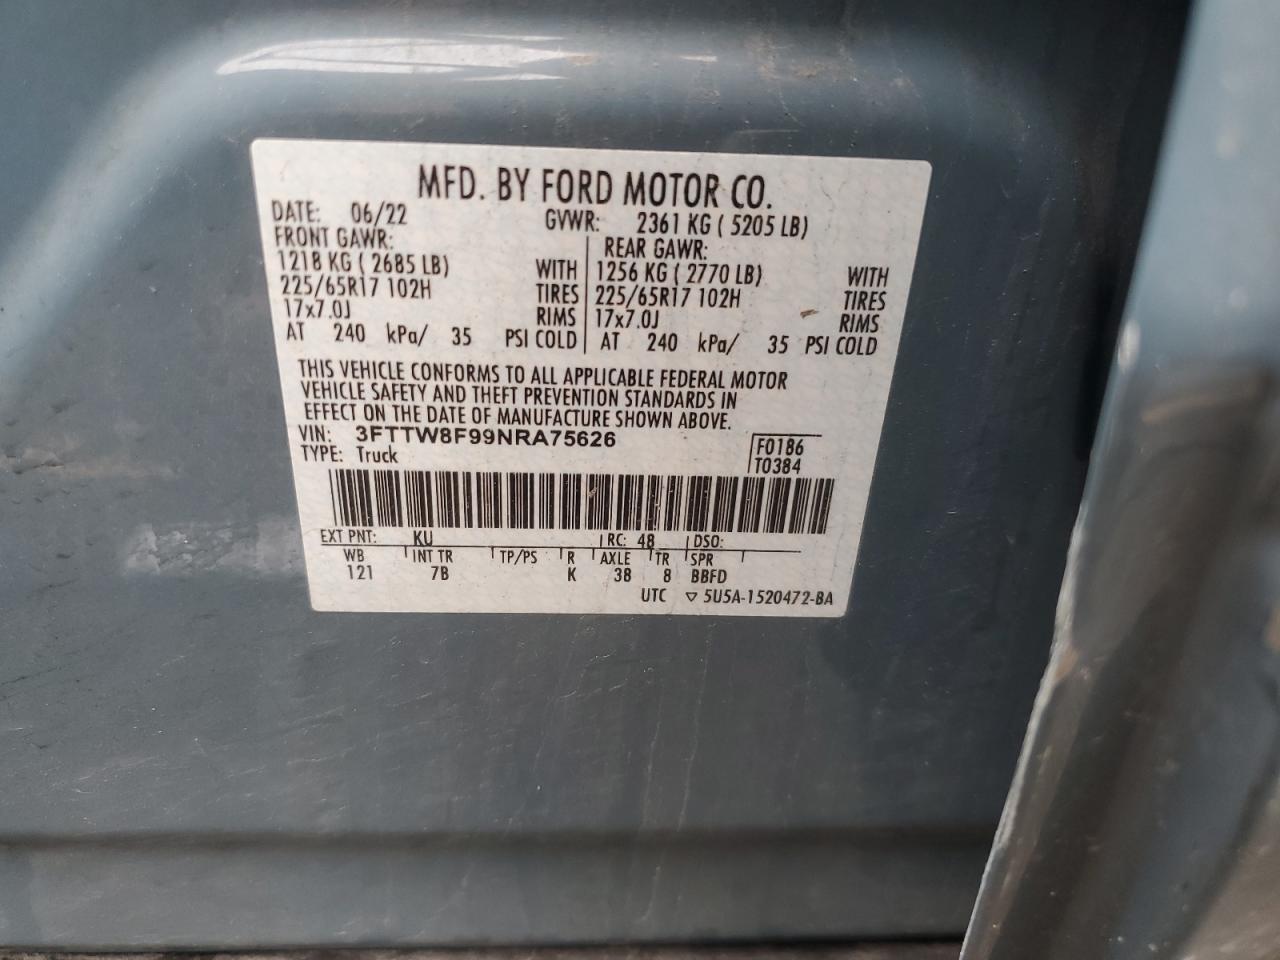 MFD. BY FORD MOTOR CO.
DATE: 06/22 GVWR: 2361 KG ( 5205 LB)
FRONT GAWR: REAR GAWR:
1218 KG ( 2685 LB) WITH 1256 KG ( 2770 LB) WITH
225/65R17 102H TIRES 225/65R17 102H TIRES
17x7.0J RIMS 17x7.0J RIMS
AT 240 kPa/ 35 PSI COLD AT 240 kPa/ 35 PSI COLD
THIS VEHICLE CONFORMS TO ALL APPLICABLE FEDERAL MOTOR
VEHICLE SAFETY AND THEFT PREVENTION STANDARDS IN
EFFECT ON THE DATE OF MANUFACTURE SHOWN ABOVE.
VIN: 3FTTW8F99NRA75626 F0186
TYPE: Truck T0384
EXT PNT: KU RC: 48 DSO:
WB INT TR TP/PS R AXLE TR SPR
121 7B K 38 8 BBFD
UTC ▽ 5U5A-1520472-BA